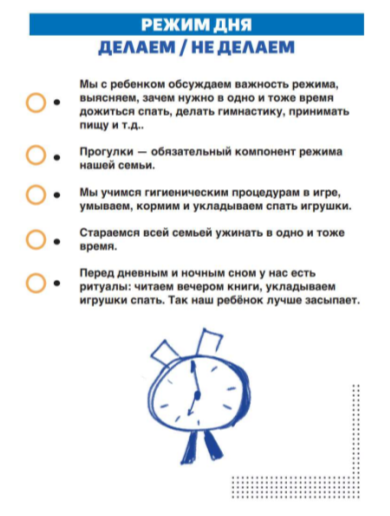 РЕЖИМ ДНЯ
ДЕЛАЕМ / НЕ ДЕЛАЕМ
Мы с ребенком обсуждаем важность режима,
выясняем, зачем нужно в одно и тоже время
дожиться спать, делать гимнастику, принимать
пищу и т.д..
Прогулки — обязательный компонент режима
нашей семьи.
Мы учимся гигиеническим процедурам в игре,
умываем, кормим и укладываем спать игрушки.
Стараемся всей семьей ужинать в одно и тоже
время.
Перед дневным и ночным сном у нас есть
ритуалы: читаем вечером книги, укладываем
игрушки спать. Так наш ребёнок лучше засыпает.